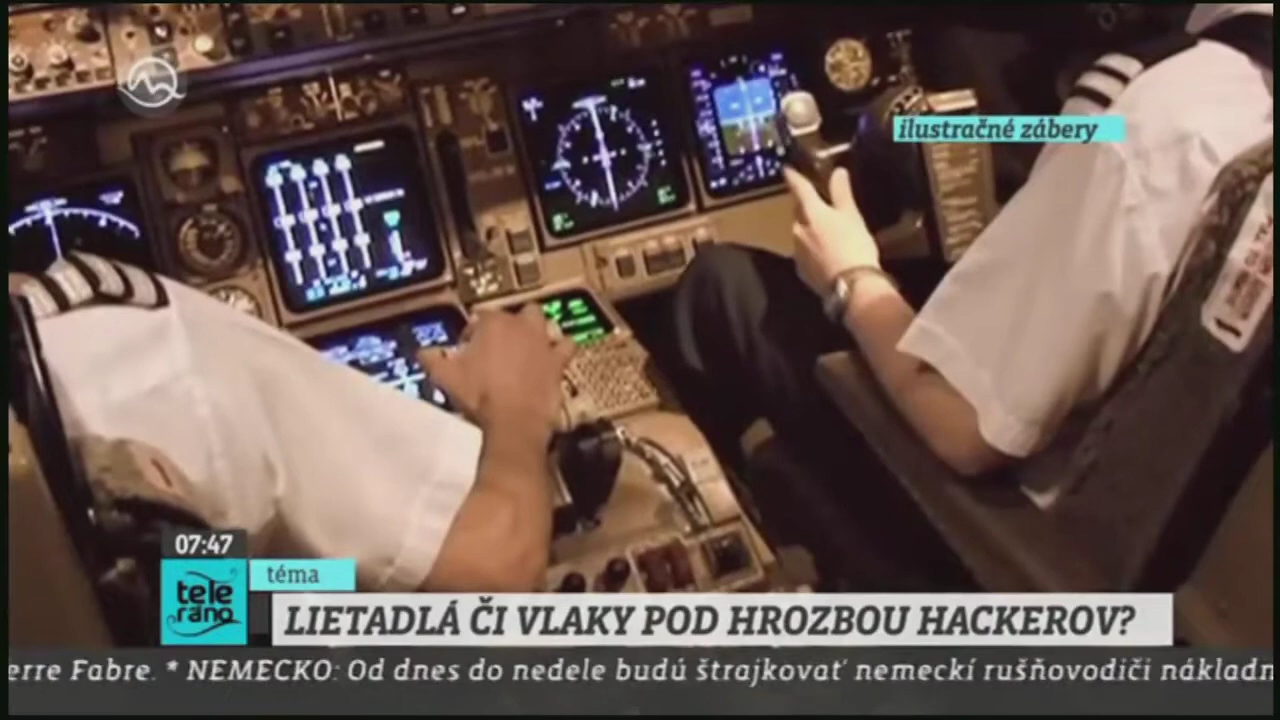 ilustračné zábery
07:47
téma
tele
ráno
LIETADLÁ ČI VLAKY POD HROZBOU HACKEROV?
erre Fabre. * NEMECKO: Od dnes do nedele budú štrajkovať nemeckí rušňovodiči nákladn